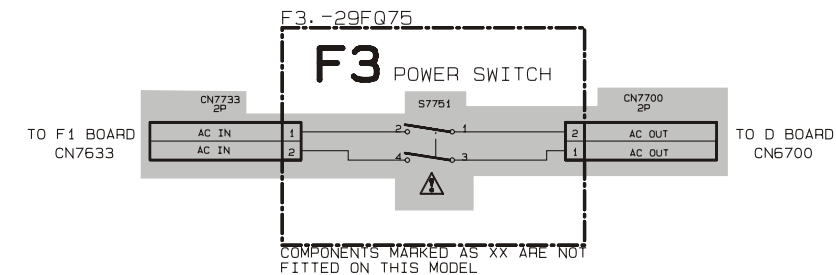 F3.-29FQ75
F3 POWER SWITCH
CN7733
2P
S7751
CN7700
2P
TO F1 BOARD
CN7633
AC IN 1
AC IN 2
2 1
4 3
2 AC OUT
1 AC OUT
TO D BOARD
CN6700
COMPONENTS MARKED AS XX ARE NOT
FITTED ON THIS MODEL